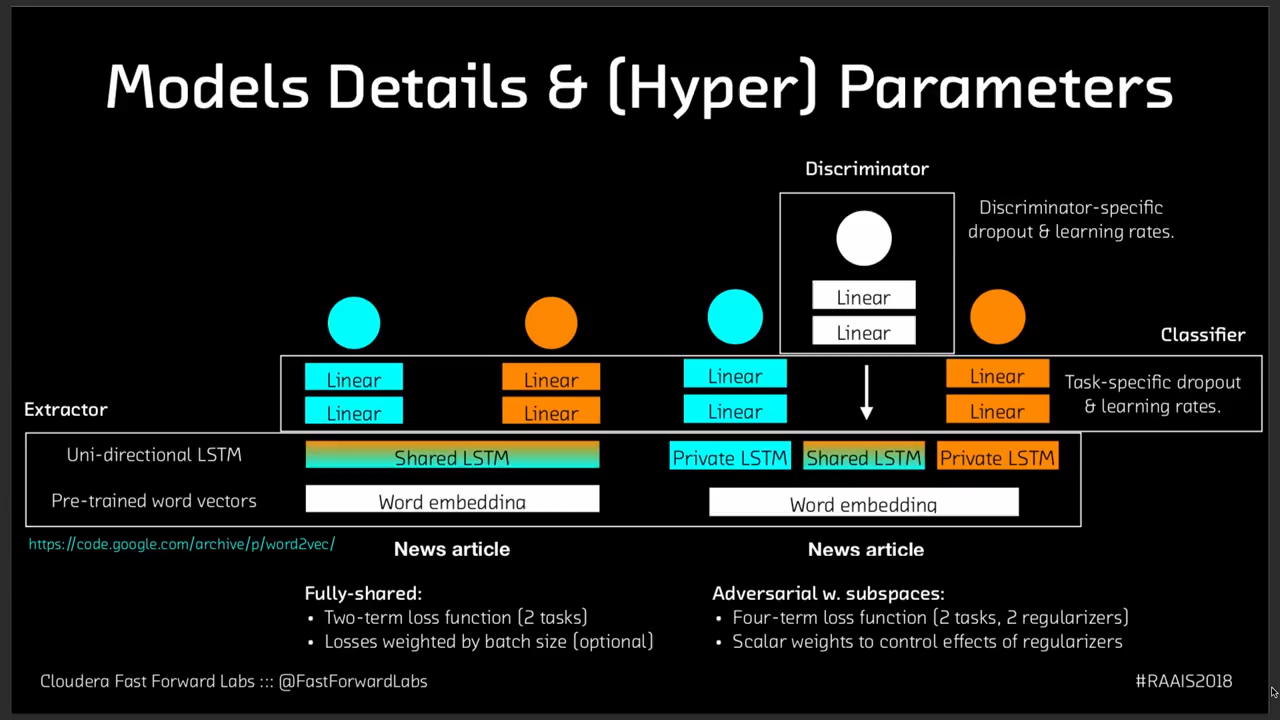 Models Details & (Hyper) Parameters
Discriminator
Discriminator-specific
dropout & learning rates.
Linear
Linear
Classifier
Linear
Linear
Linear
Linear
Linear
Linear
Linear
Linear
Task-specific dropout
& learning rates.
Extractor
Uni-directional LSTM
Shared LSTM
Private LSTM
Shared LSTM
Private LSTM
Pre-trained word vectors
Word embedding
Word embedding
https://code.google.com/archive/p/word2vec/
News article
News article
Fully-shared:
• Two-term loss function (2 tasks)
• Losses weighted by batch size (optional)
Adversarial w. subspaces:
• Four-term loss function (2 tasks, 2 regularizers)
• Scalar weights to control effects of regularizers
Cloudera Fast Forward Labs ::: @FastForwardLabs
#RAAIS2018